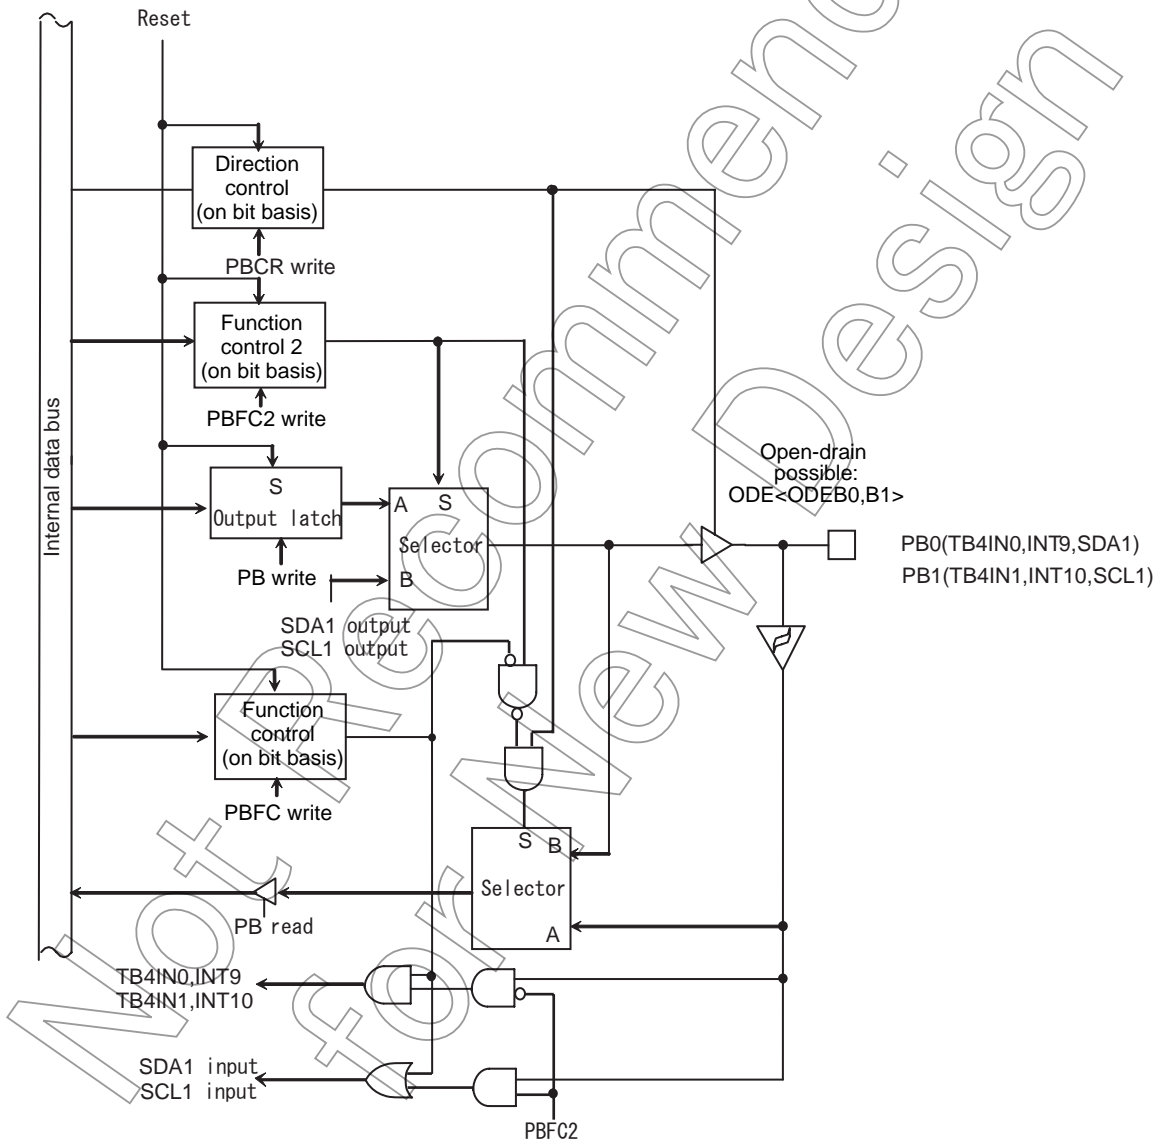 Reset
Direction
control
(on bit basis)
PBCR write
Function
control 2
(on bit basis)
PBFC2 write
Internal data bus
S
Output latch
PB write
A
S
Selector
B
SDA1 output
SCL1 output
Open-drain
possible:
ODE<ODEB0,B1>
PB0(TB4IN0,INT9,SDA1)
PB1(TB4IN1,INT10,SCL1)
Function
control
(on bit basis)
PBFC write
S
B
Selector
A
PB read
TB4IN0,INT9
TB4IN1,INT10
SDA1 input
SCL1 input
PBFC2
Not Recommende
for New Design